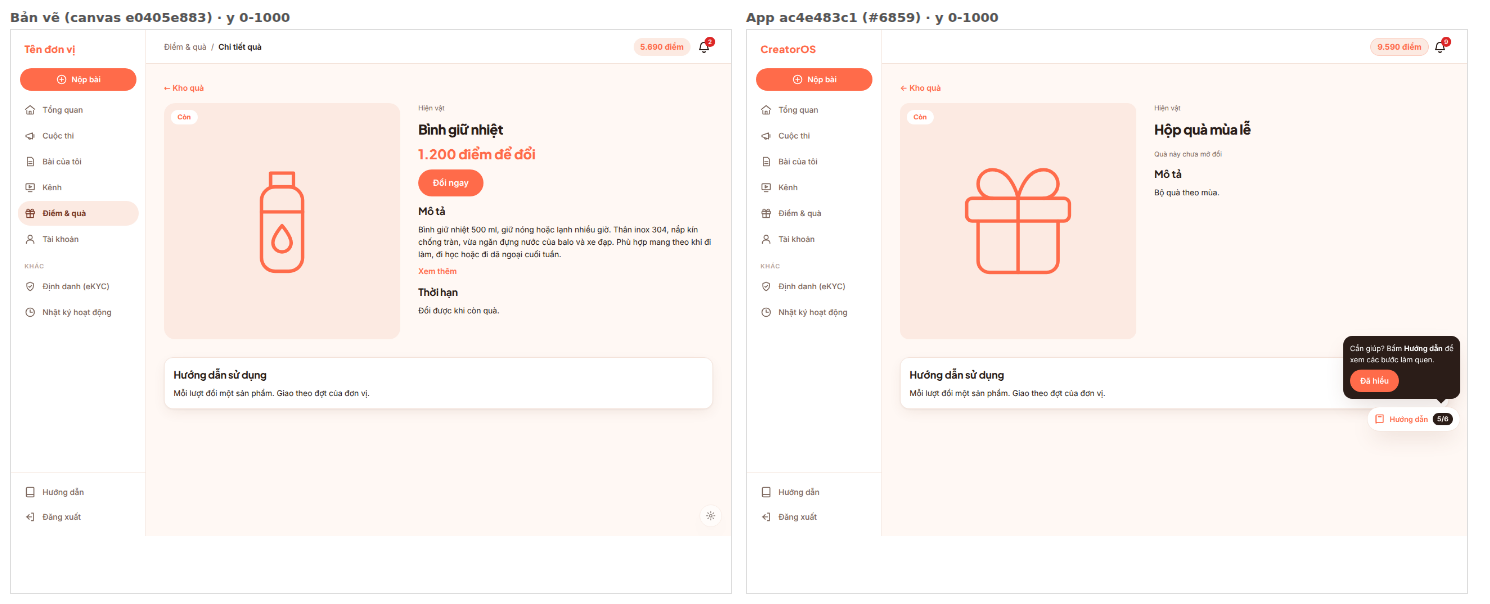 Bản vẽ (canvas e0405e883) · y 0-1000
Tên đơn vị
Nộp bài
Tổng quan
Cuộc thi
Bài của tôi
Kênh
Điểm & quà
Tài khoản
KHÁC
Định danh (eKYC)
Nhật ký hoạt động
Hướng dẫn
Đăng xuất
Điểm & quà / Chi tiết quà
5.690 điểm
2
← Kho quà
Còn
Hiện vật
Bình giữ nhiệt
1.200 điểm để đổi
Đổi ngay
Mô tả
Bình giữ nhiệt 500 ml, giữ nóng hoặc lạnh nhiều giờ. Thân inox 304, nắp kín
chống tràn, vừa ngăn đựng nước của balo và xe đạp. Phù hợp mang theo khi đi
làm, đi học hoặc đi dã ngoại cuối tuần.
Xem thêm
Thời hạn
Đổi được khi còn quà.
Hướng dẫn sử dụng
Mỗi lượt đổi một sản phẩm. Giao theo đợt của đơn vị.
App ac4e483c1 (#6859) · y 0-1000
CreatorOS
Nộp bài
Tổng quan
Cuộc thi
Bài của tôi
Kênh
Điểm & quà
Tài khoản
KHÁC
Định danh (eKYC)
Nhật ký hoạt động
Hướng dẫn
Đăng xuất
9.590 điểm
0
← Kho quà
Còn
Hiện vật
Hộp quà mùa lễ
Quà này chưa mở đổi
Mô tả
Bộ quà theo mùa.
Hướng dẫn sử dụng
Mỗi lượt đổi một sản phẩm. Giao theo đợt của đơn vị.
Cần giúp? Bấm Hướng dẫn để
xem các bước làm quen.
Đã hiểu
Hướng dẫn 5/6